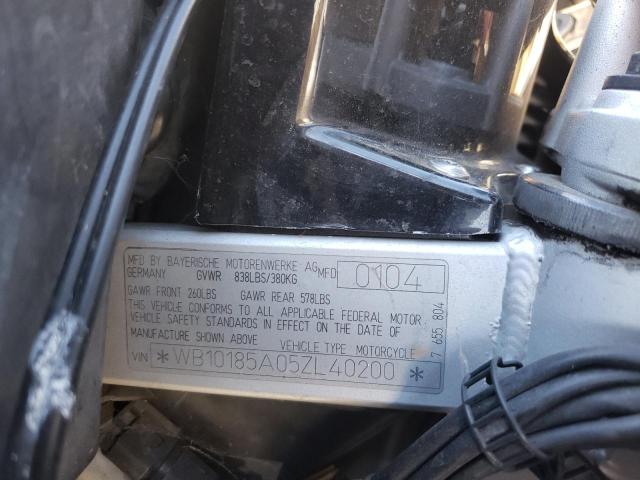 MFD BY BAYERISCHE MOTORENWERKE AG MFD 0104
GERMANY GVWR 838LBS/380KG
GAWR FRONT 260LBS GAWR REAR 578LBS
THIS VEHICLE CONFORMS TO ALL APPLICABLE FEDERAL MOTOR
VEHICLE SAFETY STANDARDS IN EFFECT ON THE DATE OF
MANUFACTURE SHOWN ABOVE VEHICLE TYPE MOTORCYCLE
VIN *WB10185A05ZL40200*
7 655 804